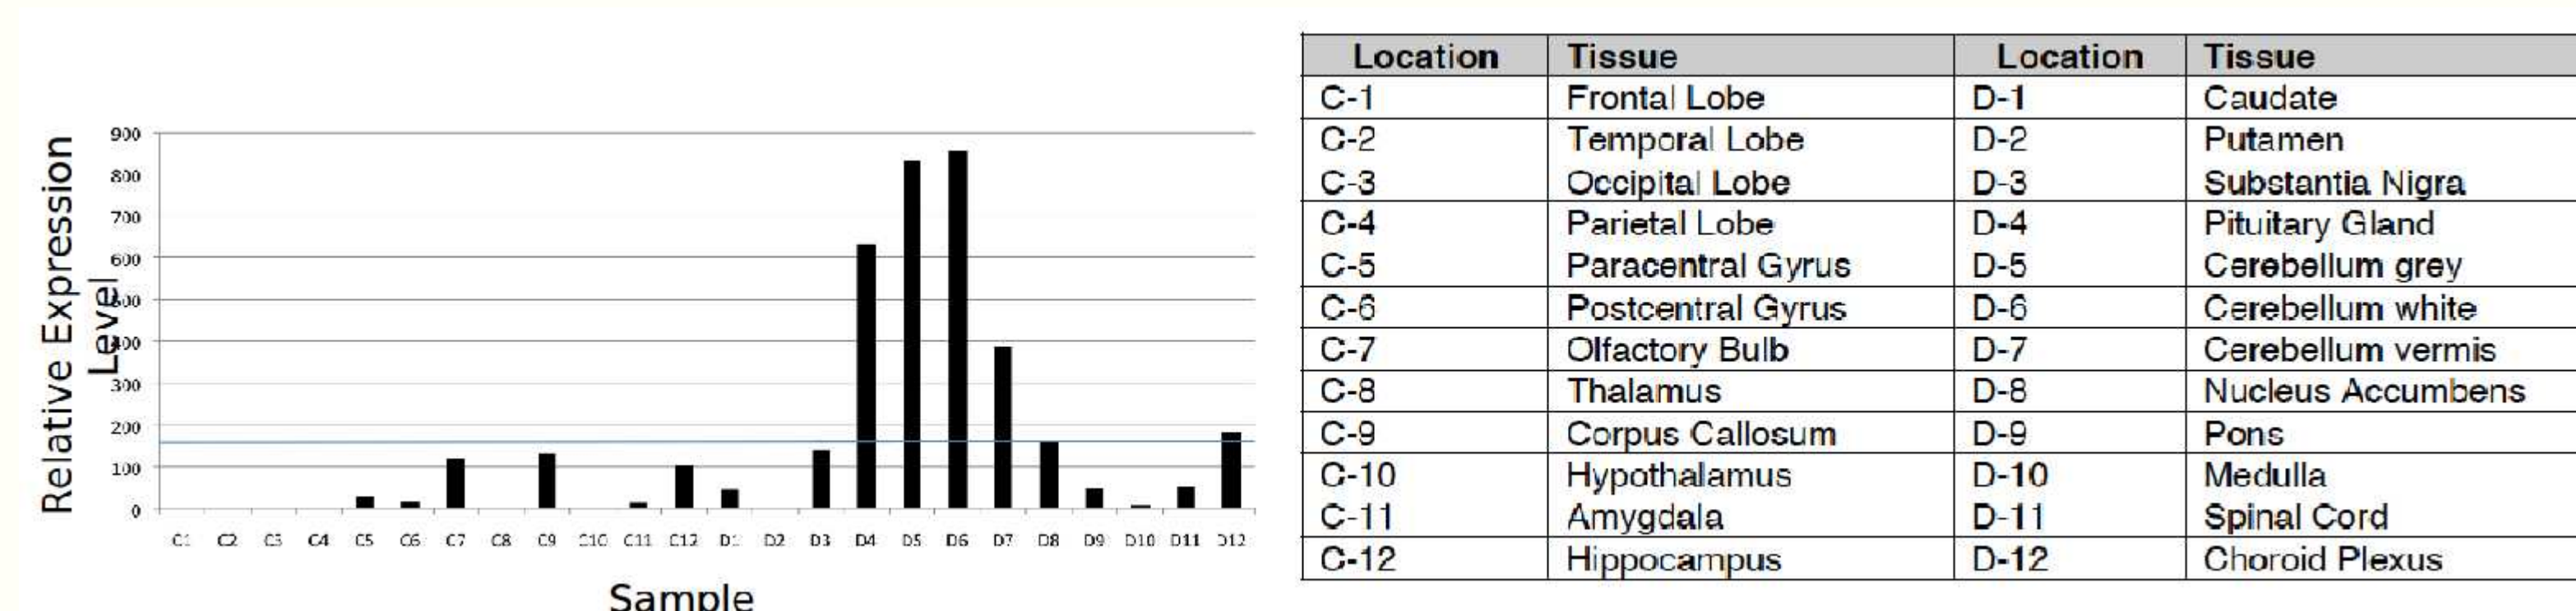 Relative Expression
Level
900
800
700
600
500
400
300
200
100
0
C1 C2 C3 C4 C5 C6 C7 C8 C9 C10 C11 C12 D1 D2 D3 D4 D5 D6 D7 D8 D9 D10 D11 D12
Sample
Location Tissue Location Tissue
C-1 Frontal Lobe D-1 Caudate
C-2 Temporal Lobe D-2 Putamen
C-3 Occipital Lobe D-3 Substantia Nigra
C-4 Parietal Lobe D-4 Pituitary Gland
C-5 Paracentral Gyrus D-5 Cerebellum grey
C-6 Postcentral Gyrus D-6 Cerebellum white
C-7 Olfactory Bulb D-7 Cerebellum vermis
C-8 Thalamus D-8 Nucleus Accumbens
C-9 Corpus Callosum D-9 Pons
C-10 Hypothalamus D-10 Medulla
C-11 Amygdala D-11 Spinal Cord
C-12 Hippocampus D-12 Choroid Plexus